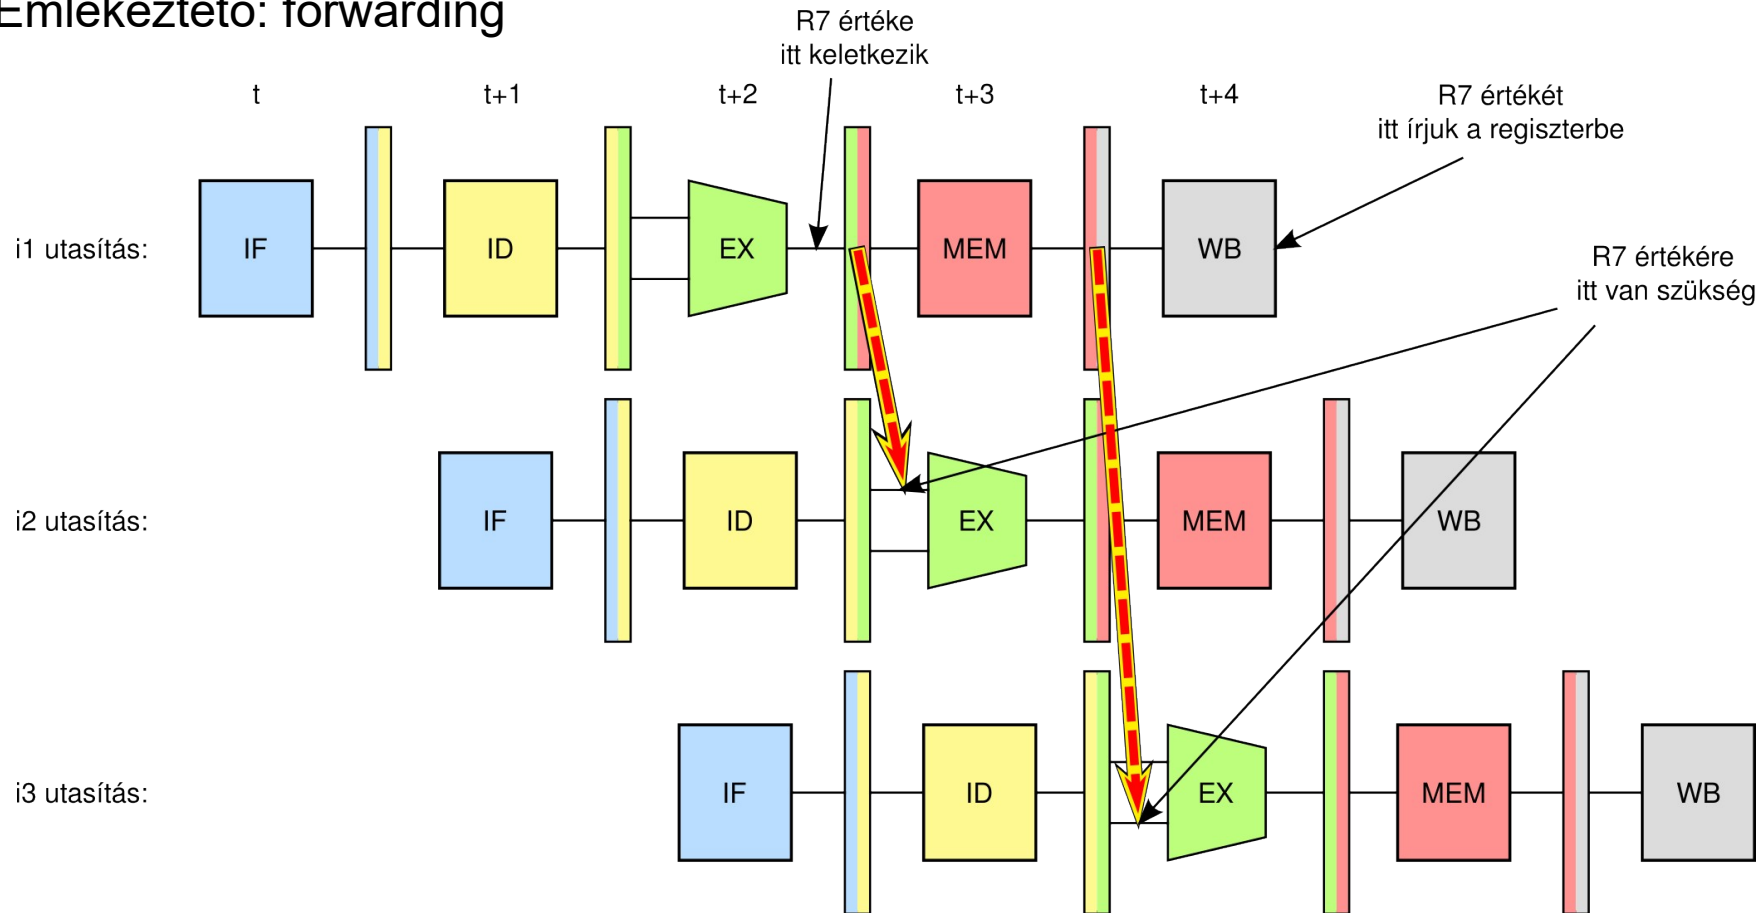 Emlékeztető: forwarding
R7 értéke
itt keletkezik
t t+1 t+2 t+3 t+4
R7 értékét
itt írjuk a regiszterbe
i1 utasítás: IF ID EX MEM WB
R7 értékére
itt van szükség
i2 utasítás: IF ID EX MEM WB
i3 utasítás: IF ID EX MEM WB